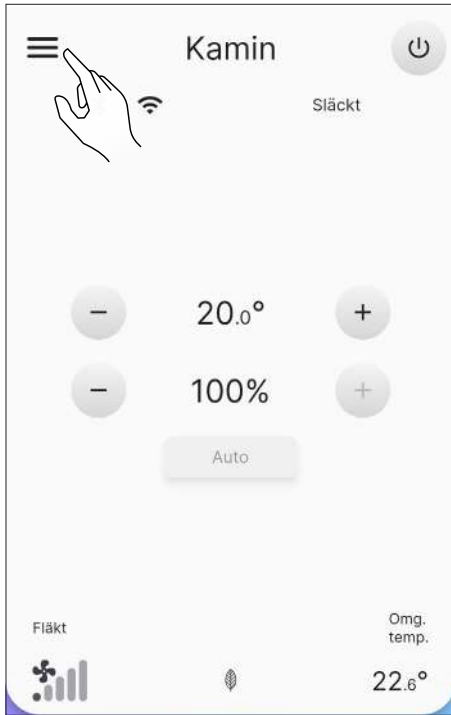 Kamin
Släckt
− 20.0° +
− 100% +
Auto
Fläkt
Omg.
temp.
22.6°